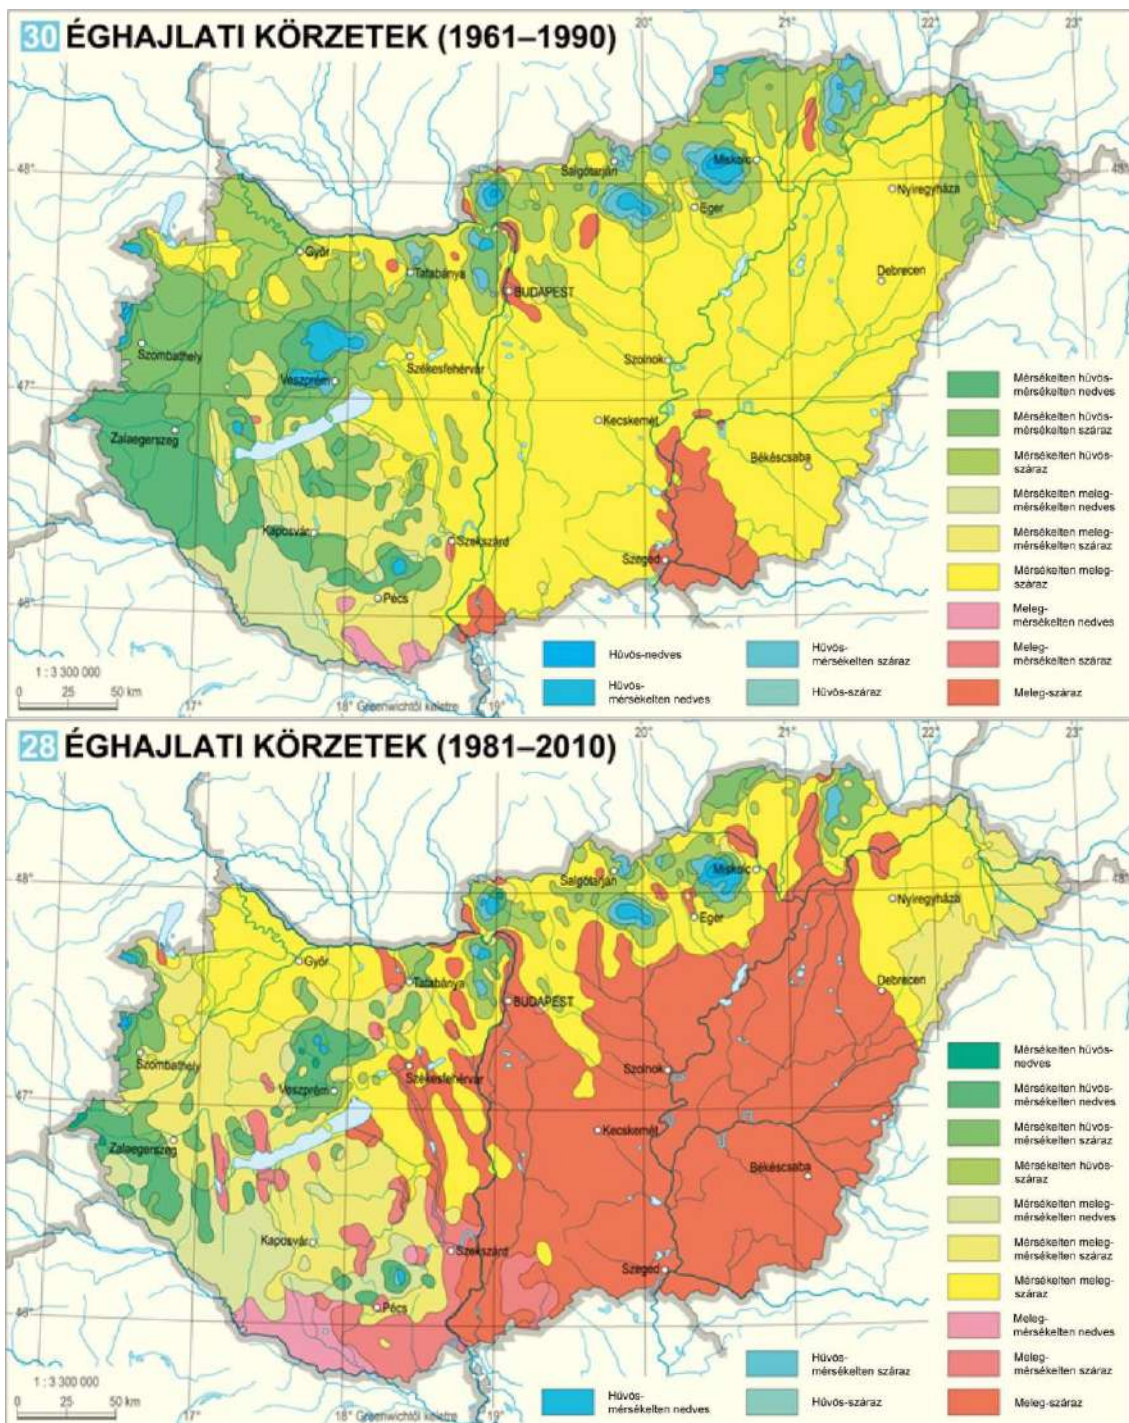 30 ÉGHAJLATI KÖRZETEK (1961–1990)
20°
21°
22°
23°
48°
48°
Salgótarján
Miskolc
Nyíregyháza
Eger
Győr
Tatabánya
BUDAPEST
Debrecen
Szombathely
Székesfehérvár
Szolnok
47°
Veszprém
Zalaegerszeg
Kecskemét
Békéscsaba
Kaposvár
Szekszárd
Szeged
46°
Pécs
Mérsékelten hűvös-
mérsékelten nedves
Mérsékelten hűvös-
mérsékelten száraz
Mérsékelten hűvös-
száraz
Mérsékelten meleg-
mérsékelten nedves
Mérsékelten meleg-
mérsékelten száraz
Mérsékelten meleg-
száraz
Meleg-
mérsékelten nedves
Meleg-
mérsékelten száraz
Meleg-száraz
Hűvös-nedves
Hűvös-
mérsékelten nedves
Hűvös-
mérsékelten száraz
Hűvös-száraz
1 : 3 300 000
0 25 50 km
17°
18° Greenwichtől keletre
19°
28 ÉGHAJLATI KÖRZETEK (1981–2010)
20°
21°
22°
23°
48°
48°
Salgótarján
Miskolc
Nyíregyháza
Eger
Győr
Tatabánya
BUDAPEST
Debrecen
Szombathely
Székesfehérvár
Szolnok
47°
Veszprém
Zalaegerszeg
Kecskemét
Békéscsaba
Kaposvár
Szekszárd
Szeged
46°
Pécs
Mérsékelten hűvös-
nedves
Mérsékelten hűvös-
mérsékelten nedves
Mérsékelten hűvös-
mérsékelten száraz
Mérsékelten hűvös-
száraz
Mérsékelten meleg-
mérsékelten nedves
Mérsékelten meleg-
mérsékelten száraz
Mérsékelten meleg-
száraz
Meleg-
mérsékelten nedves
Meleg-
mérsékelten száraz
Meleg-száraz
Hűvös-
mérsékelten száraz
Hűvös-
mérsékelten nedves
Hűvös-száraz
1 : 3 300 000
0 25 50 km
17°
18° Greenwichtől keletre
19°